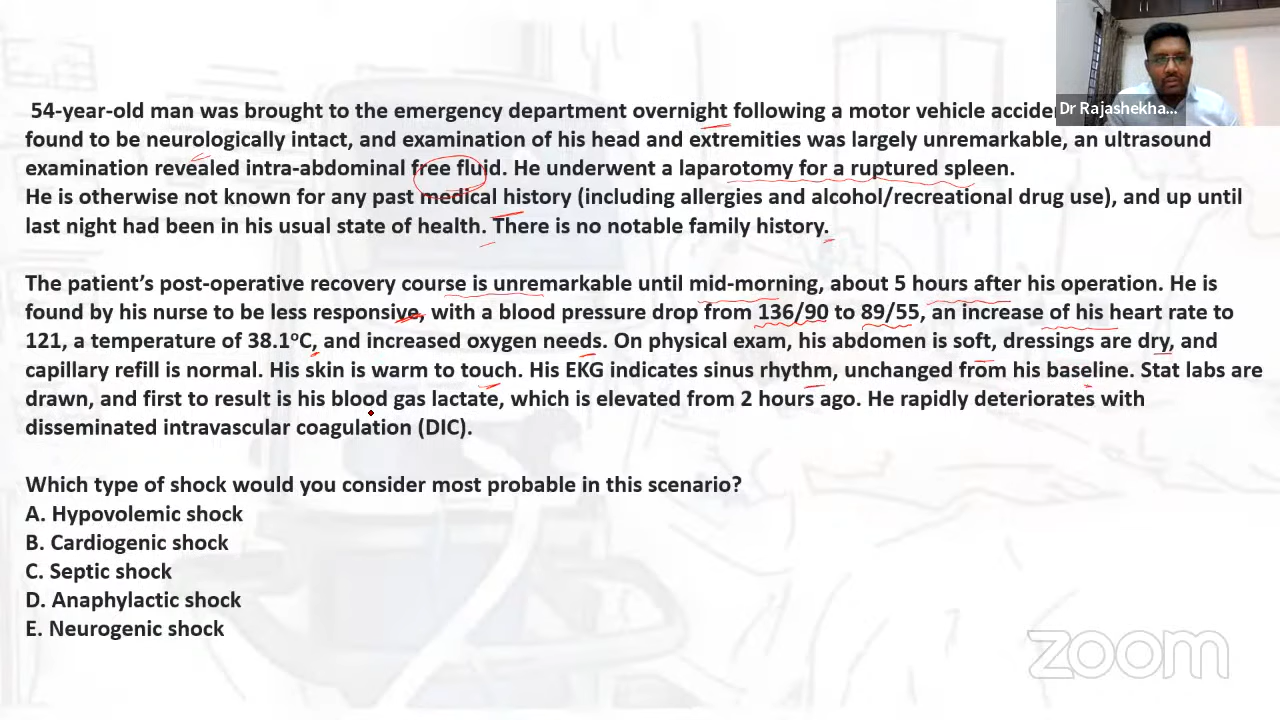 54-year-old man was brought to the emergency department overnight following a motor vehicle
found to be neurologically intact, and examination of his head and extremities was largely unremarkable, an ultrasound
examination revealed intra-abdominal free fluid. He underwent a laparotomy for a ruptured spleen.
He is otherwise not known for any past medical history (including allergies and alcohol/recreational drug use), and up until
last night had been in his usual state of health. There is no notable family history.
The patient's post-operative recovery course is unremarkable until mid-morning, about 5 hours after his operation. He is
found by his nurse to be less responsive, with a blood pressure drop from 136/90 to 89/55, an increase of his heart rate to
121, a temperature of 38.1°C, and increased oxygen needs. On physical exam, his abdomen is soft, dressings are dry, and
capillary refill is normal. His skin is warm to touch. His EKG indicates sinus rhythm, unchanged from his baseline. Stat labs are
drawn, and first to result is his blood gas lactate, which is elevated from 2 hours ago. He rapidly deteriorates with
disseminated intravascular coagulation (DIC).
Which type of shock would you consider most probable in this scenario?
A. Hypovolemic shock
B. Cardiogenic shock
C. Septic shock
D. Anaphylactic shock
E. Neurogenic shock
Dr Rajashekha...
zoom